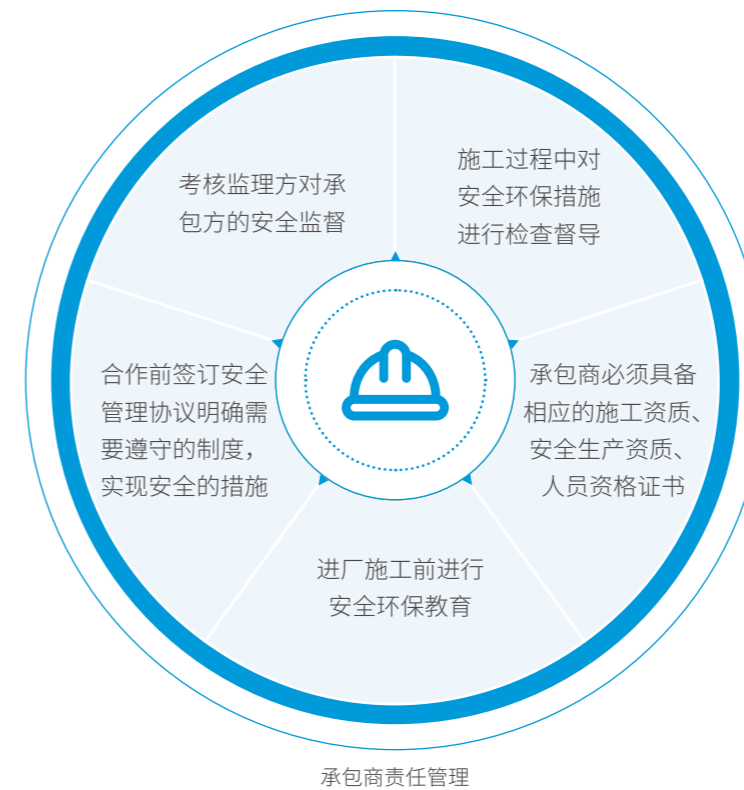 考核监理方对承
包方的安全监督
施工过程中对
安全环保措施
进行检查督导
合作前签订安全
管理协议明确需
要遵守的制度，
实现安全的措施
承包商必须具备
相应的施工资质、
安全生产资质、
人员资格证书
进厂施工前进行
安全环保教育
承包商责任管理